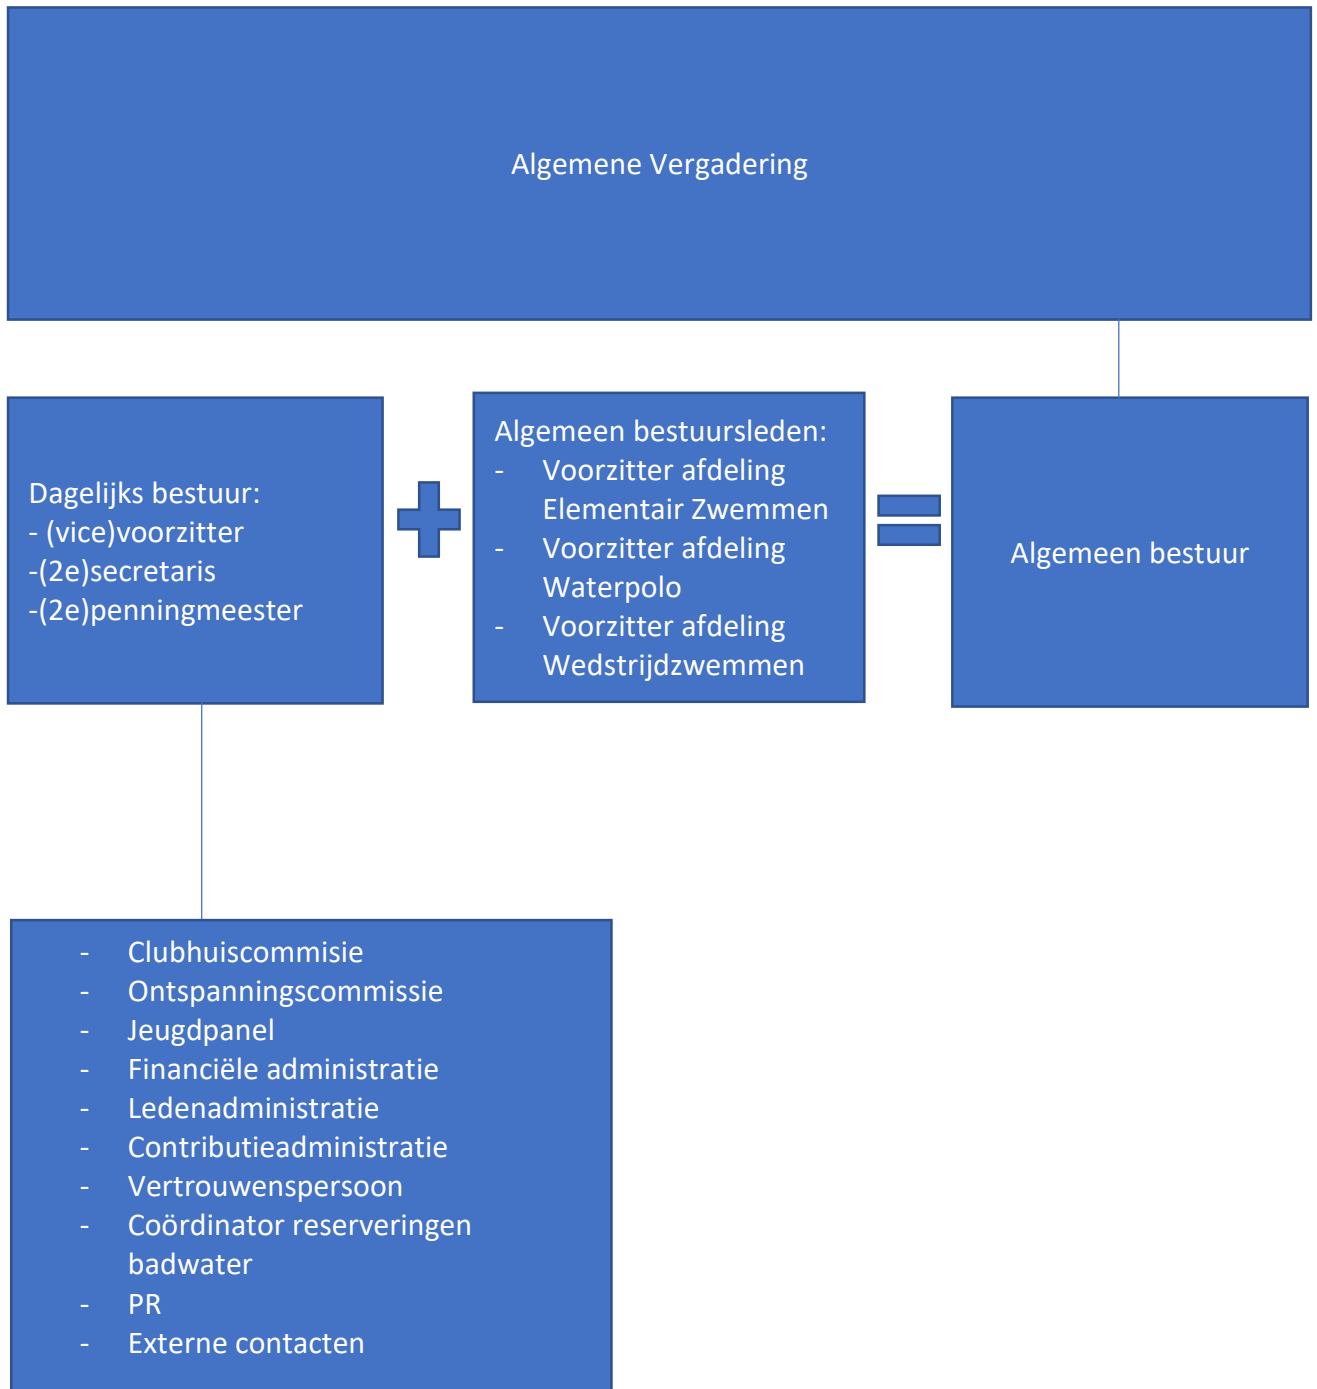 Algemene Vergadering
Dagelijks bestuur:
- (vice)voorzitter
-(2e)secretaris
-(2e)penningmeester
Algemeen bestuursleden:
- Voorzitter afdeling
Elementair Zwemmen
- Voorzitter afdeling
Waterpolo
- Voorzitter afdeling
Wedstrijdzwemmen
Algemeen bestuur
- Clubhuiscommisie
- Ontspanningscommissie
- Jeugdpanel
- Financiële administratie
- Ledenadministratie
- Contributieadministratie
- Vertrouwenspersoon
- Coördinator reserveringen
badwater
- PR
- Externe contacten